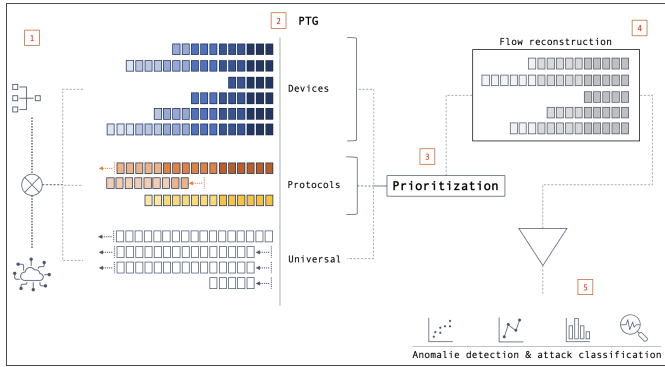 1
2 PTG
4
Flow reconstruction
Devices
3
Prioritization
Protocols
Universal
5
Anomalie detection & attack classification